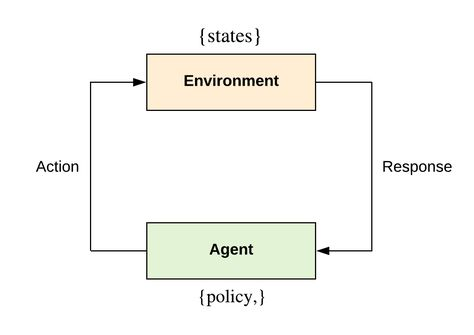 {states}
Environment
Action
Response
Agent
{policy,}